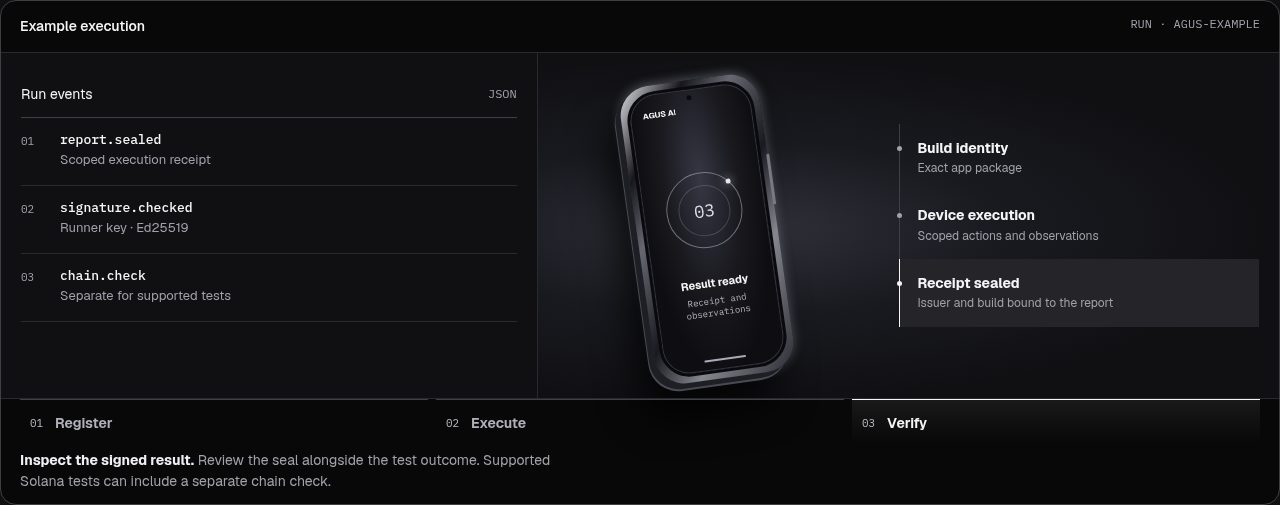 Example execution
RUN · AGUS-EXAMPLE
Run events
JSON
01
report.sealed
Scoped execution receipt
02
signature.checked
Runner key · Ed25519
03
chain.check
Separate for supported tests
AGUS AI
03
Result ready
Receipt and
observations
Build identity
Exact app package
Device execution
Scoped actions and observations
Receipt sealed
Issuer and build bound to the report
01 Register
02 Execute
03 Verify
Inspect the signed result. Review the seal alongside the test outcome. Supported
Solana tests can include a separate chain check.